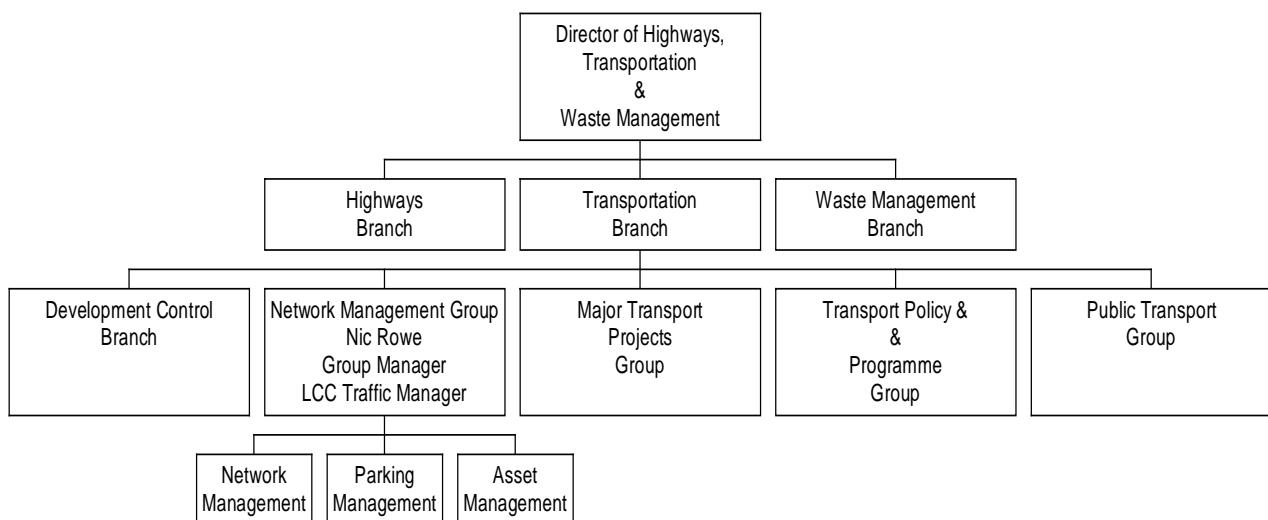 Director of Highways,
Transportation
&
Waste Management
Highways
Branch
Transportation
Branch
Waste Management
Branch
Development Control
Branch
Network Management Group
Nic Rowe
Group Manager
LCC Traffic Manager
Major Transport
Projects
Group
Transport Policy &
&
Programme
Group
Public Transport
Group
Network
Management
Parking
Management
Asset
Management